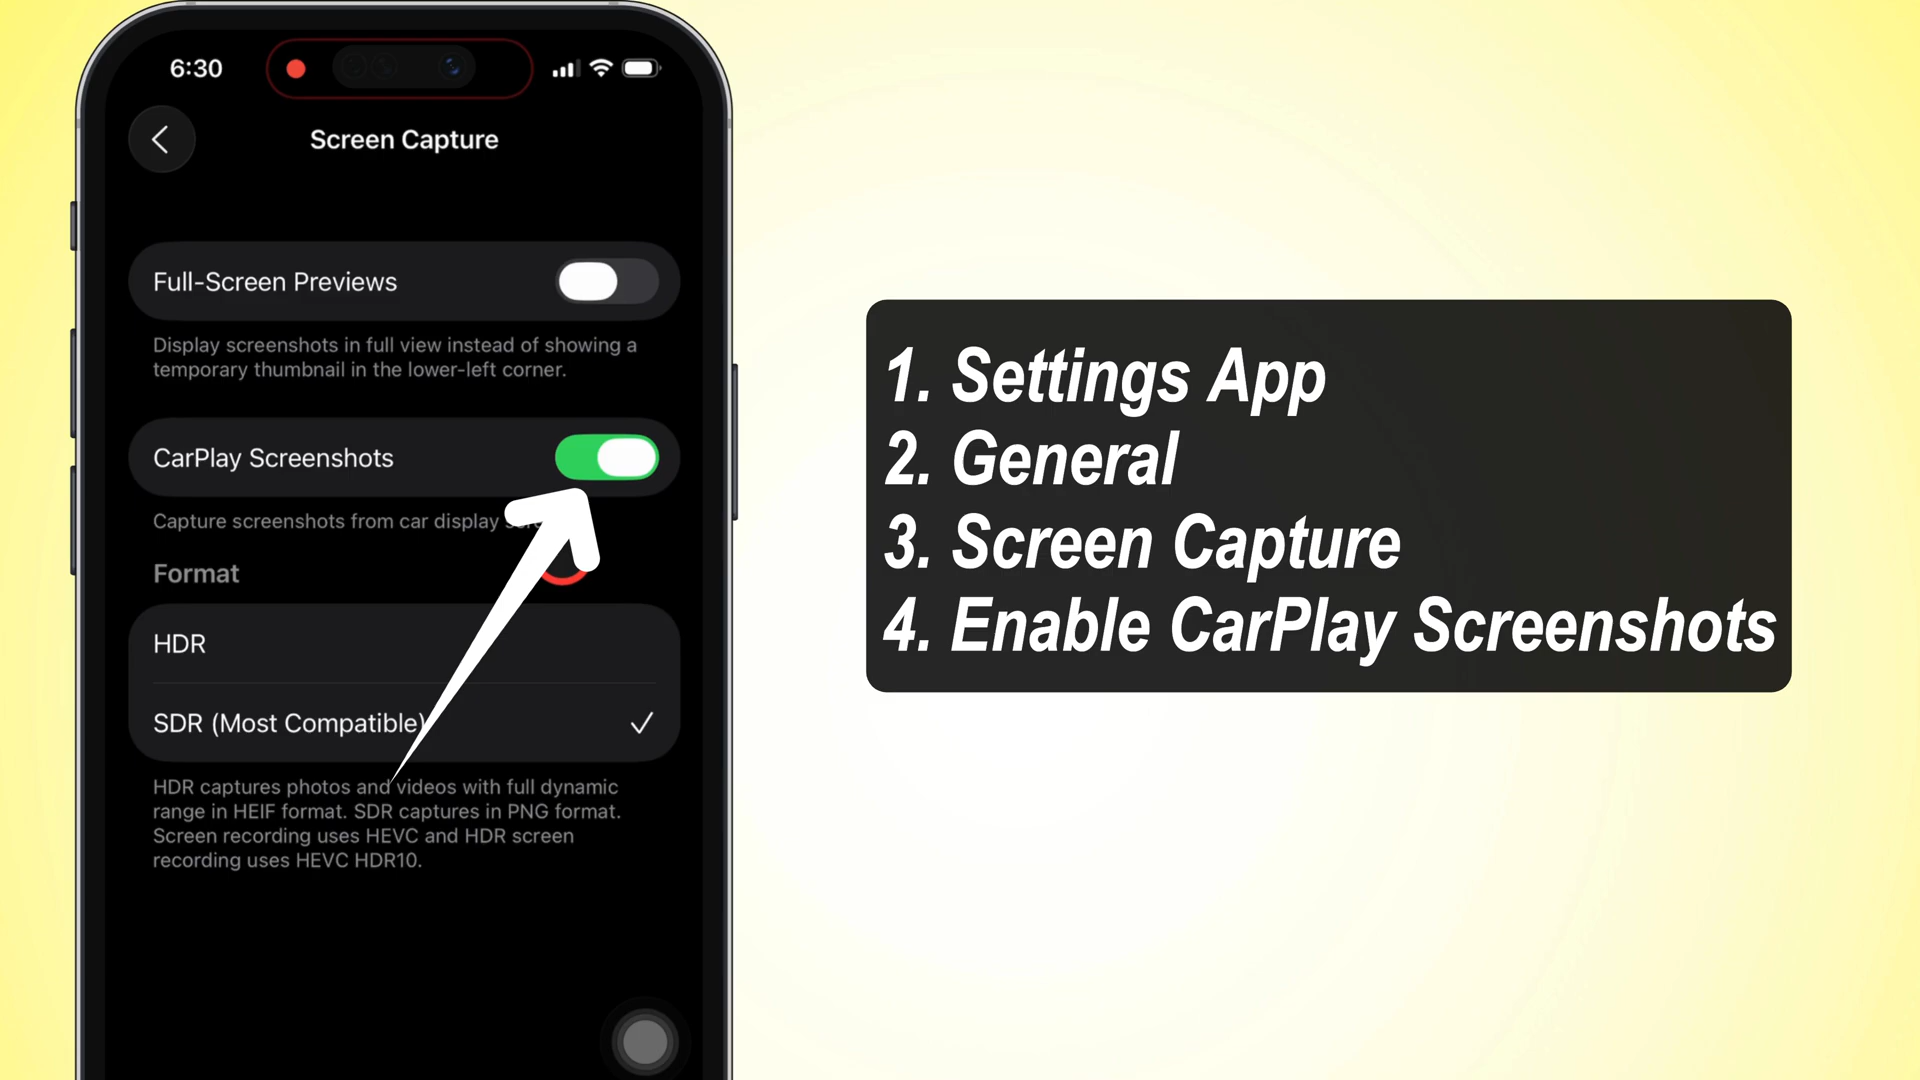 6:30
Screen Capture
Full-Screen Previews
Display screenshots in full view instead of showing a
temporary thumbnail in the lower-left corner.
CarPlay Screenshots
Capture screenshots from car display
Format
HDR
SDR (Most Compatible)
HDR captures photos and videos with full dynamic
range in HEIF format. SDR captures in PNG format.
Screen recording uses HEVC and HDR screen
recording uses HEVC HDR10.
1. Settings App
2. General
3. Screen Capture
4. Enable CarPlay Screenshots